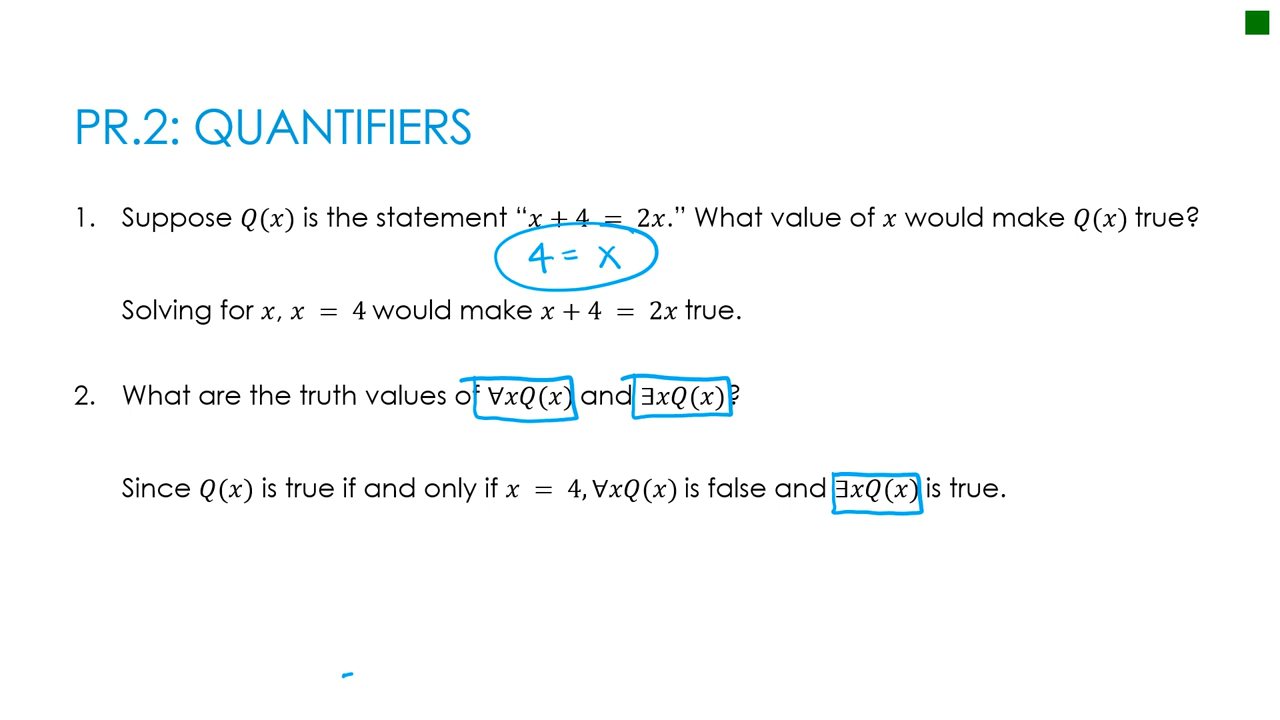 PR.2: QUANTIFIERS
1. Suppose Q(x) is the statement “x + 4 = 2x.” What value of x would make Q(x) true?
4 = x
Solving for x, x = 4 would make x + 4 = 2x true.
2. What are the truth values of ∀xQ(x) and ∃xQ(x)?
Since Q(x) is true if and only if x = 4, ∀xQ(x) is false and ∃xQ(x) is true.